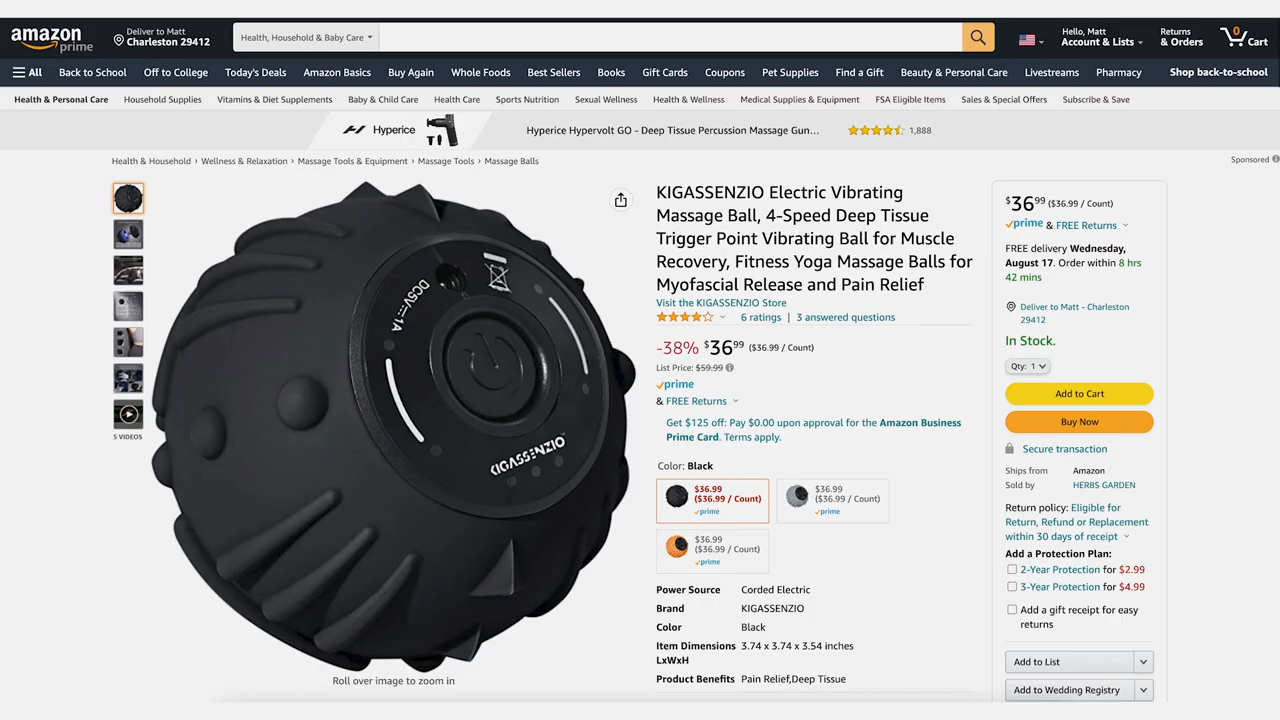 amazon
prime
Deliver to Matt
Charleston 29412
Health, Household & Baby Care
Hello, Matt
Account & Lists
Returns
& Orders
0
Cart
All
Back to School
Off to College
Today's Deals
Amazon Basics
Buy Again
Whole Foods
Best Sellers
Books
Gift Cards
Coupons
Pet Supplies
Find a Gift
Beauty & Personal Care
Livestreams
Pharmacy
Shop back-to-school
Health & Personal Care
Household Supplies
Vitamins & Diet Supplements
Baby & Child Care
Health Care
Sports Nutrition
Sexual Wellness
Health & Wellness
Medical Supplies & Equipment
FSA Eligible Items
Sales & Special Offers
Subscribe & Save
Hyperice
Hyperice Hypervolt GO - Deep Tissue Percussion Massage Gun...
1,888
Health & Household › Wellness & Relaxation › Massage Tools & Equipment › Massage Tools › Massage Balls
Sponsored
DC5V 1A
KIGASSENZIO
5 VIDEOS
Roll over image to zoom in
KIGASSENZIO Electric Vibrating
Massage Ball, 4-Speed Deep Tissue
Trigger Point Vibrating Ball for Muscle
Recovery, Fitness Yoga Massage Balls for
Myofascial Release and Pain Relief
Visit the KIGASSENZIO Store
6 ratings | 3 answered questions
-38% $36 99 ($36.99 / Count)
List Price: $59.99
prime
& FREE Returns
Get $125 off: Pay $0.00 upon approval for the Amazon Business
Prime Card. Terms apply.
Color: Black
$36.99
($36.99 / Count)
prime
$36.99
($36.99 / Count)
prime
$36.99
($36.99 / Count)
prime
Power Source Corded Electric
Brand KIGASSENZIO
Color Black
Item Dimensions 3.74 x 3.74 x 3.54 inches
LxWxH
Product Benefits Pain Relief,Deep Tissue
$36 99 ($36.99 / Count)
prime & FREE Returns
FREE delivery Wednesday,
August 17. Order within 8 hrs
42 mins
Deliver to Matt - Charleston
29412
In Stock.
Qty: 1
Add to Cart
Buy Now
Secure transaction
Ships from Amazon
Sold by HERBS GARDEN
Return policy: Eligible for
Return, Refund or Replacement
within 30 days of receipt
Add a Protection Plan:
2-Year Protection for $2.99
3-Year Protection for $4.99
Add a gift receipt for easy
returns
Add to List
Add to Wedding Registry